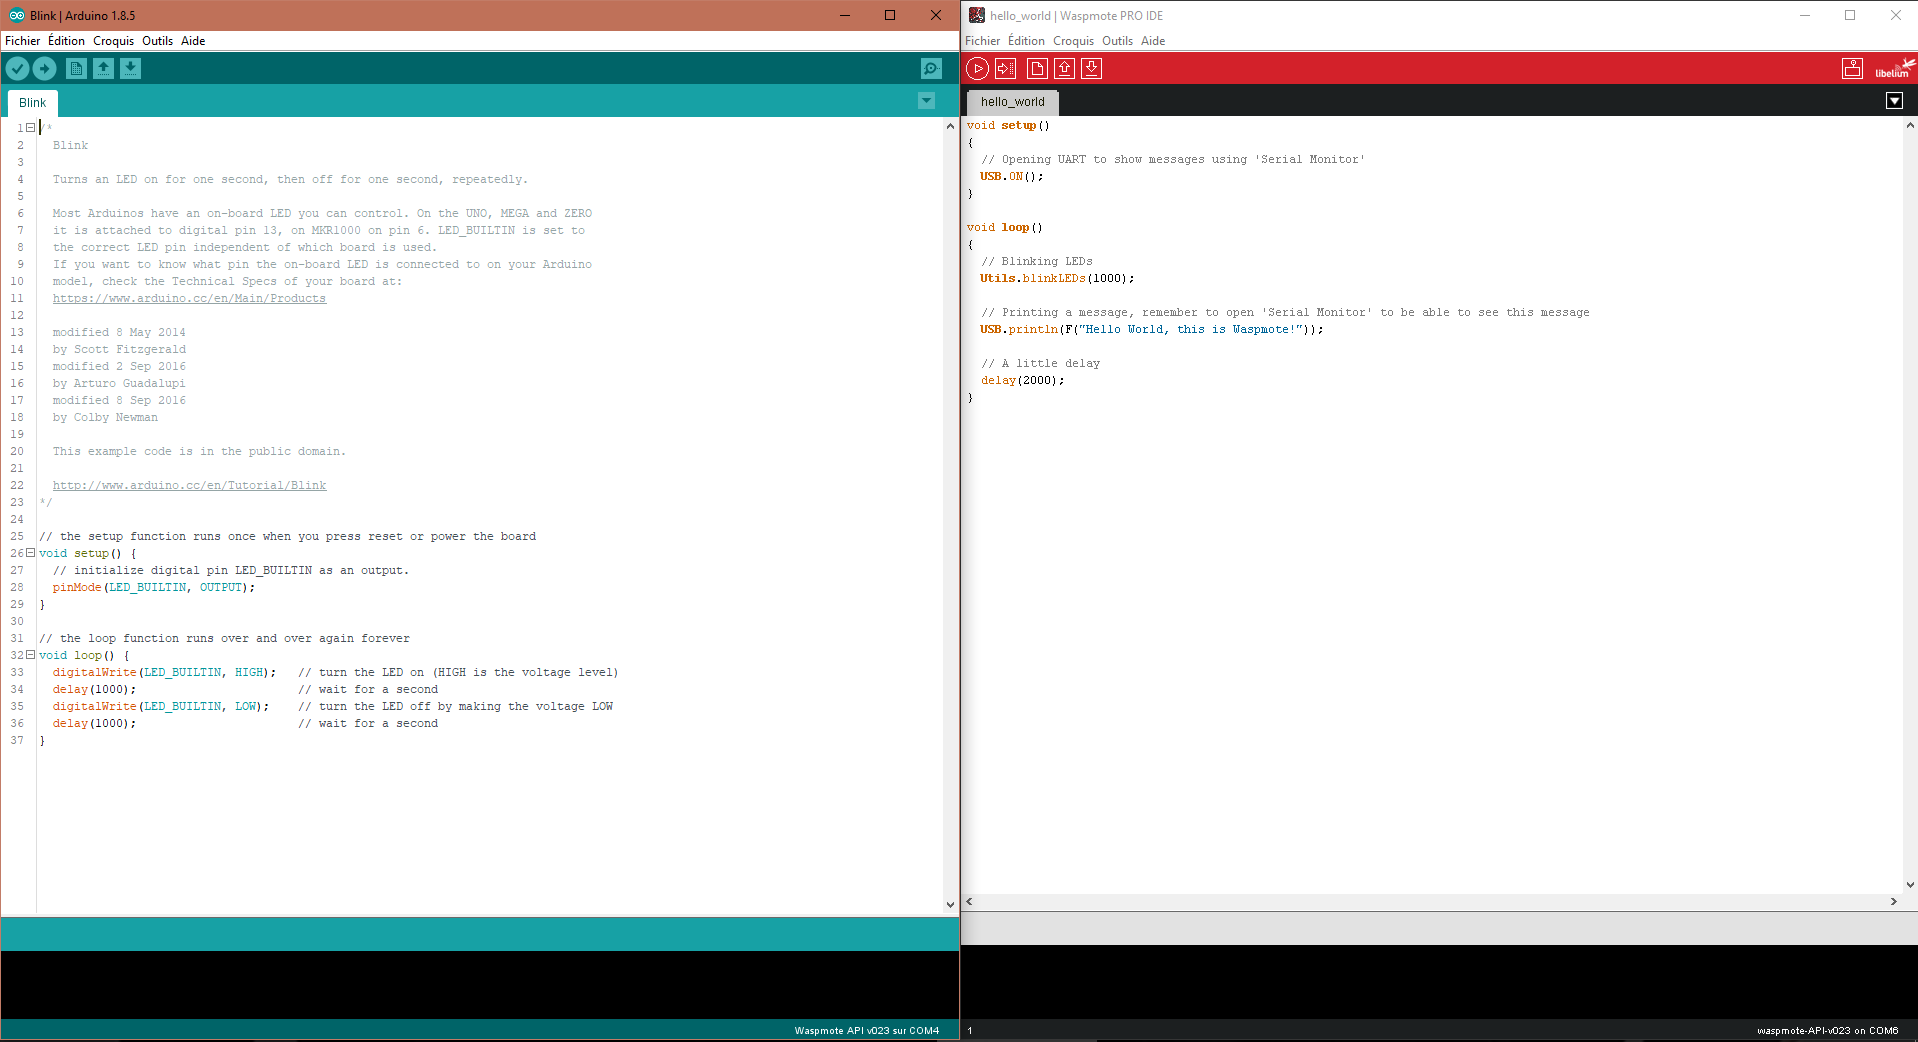 Blink | Arduino 1.8.5
Fichier Édition Croquis Outils Aide
Blink
1 /*
2 Blink
3
4 Turns an LED on for one second, then off for one second, repeatedly.
5
6 Most Arduinos have an on-board LED you can control. On the UNO, MEGA and ZERO
7 it is attached to digital pin 13, on MKR1000 on pin 6. LED_BUILTIN is set to
8 the correct LED pin independent of which board is used.
9 If you want to know what pin the on-board LED is connected to on your Arduino
10 model, check the Technical Specs of your board at:
11 https://www.arduino.cc/en/Main/Products
12
13 modified 8 May 2014
14 by Scott Fitzgerald
15 modified 2 Sep 2016
16 by Arturo Guadalupi
17 modified 8 Sep 2016
18 by Colby Newman
19
20 This example code is in the public domain.
21
22 http://www.arduino.cc/en/Tutorial/Blink
23 */
24
25 // the setup function runs once when you press reset or power the board
26 void setup() {
27 // initialize digital pin LED_BUILTIN as an output.
28 pinMode(LED_BUILTIN, OUTPUT);
29 }
30
31 // the loop function runs over and over again forever
32 void loop() {
33 digitalWrite(LED_BUILTIN, HIGH); // turn the LED on (HIGH is the voltage level)
34 delay(1000); // wait for a second
35 digitalWrite(LED_BUILTIN, LOW); // turn the LED off by making the voltage LOW
36 delay(1000); // wait for a second
37 }
Waspmote API v023 sur COM4
hello_world | Waspmote PRO IDE
Fichier Édition Croquis Outils Aide
libelium
hello_world
void setup()
{
// Opening UART to show messages using 'Serial Monitor'
USB.ON();
}
void loop()
{
// Blinking LEDs
Utils.blinkLEDs(1000);
// Printing a message, remember to open 'Serial Monitor' to be able to see this message
USB.println(F("Hello World, this is Waspmote!"));
// A little delay
delay(2000);
}
1
waspmote-API-v023 on COM6